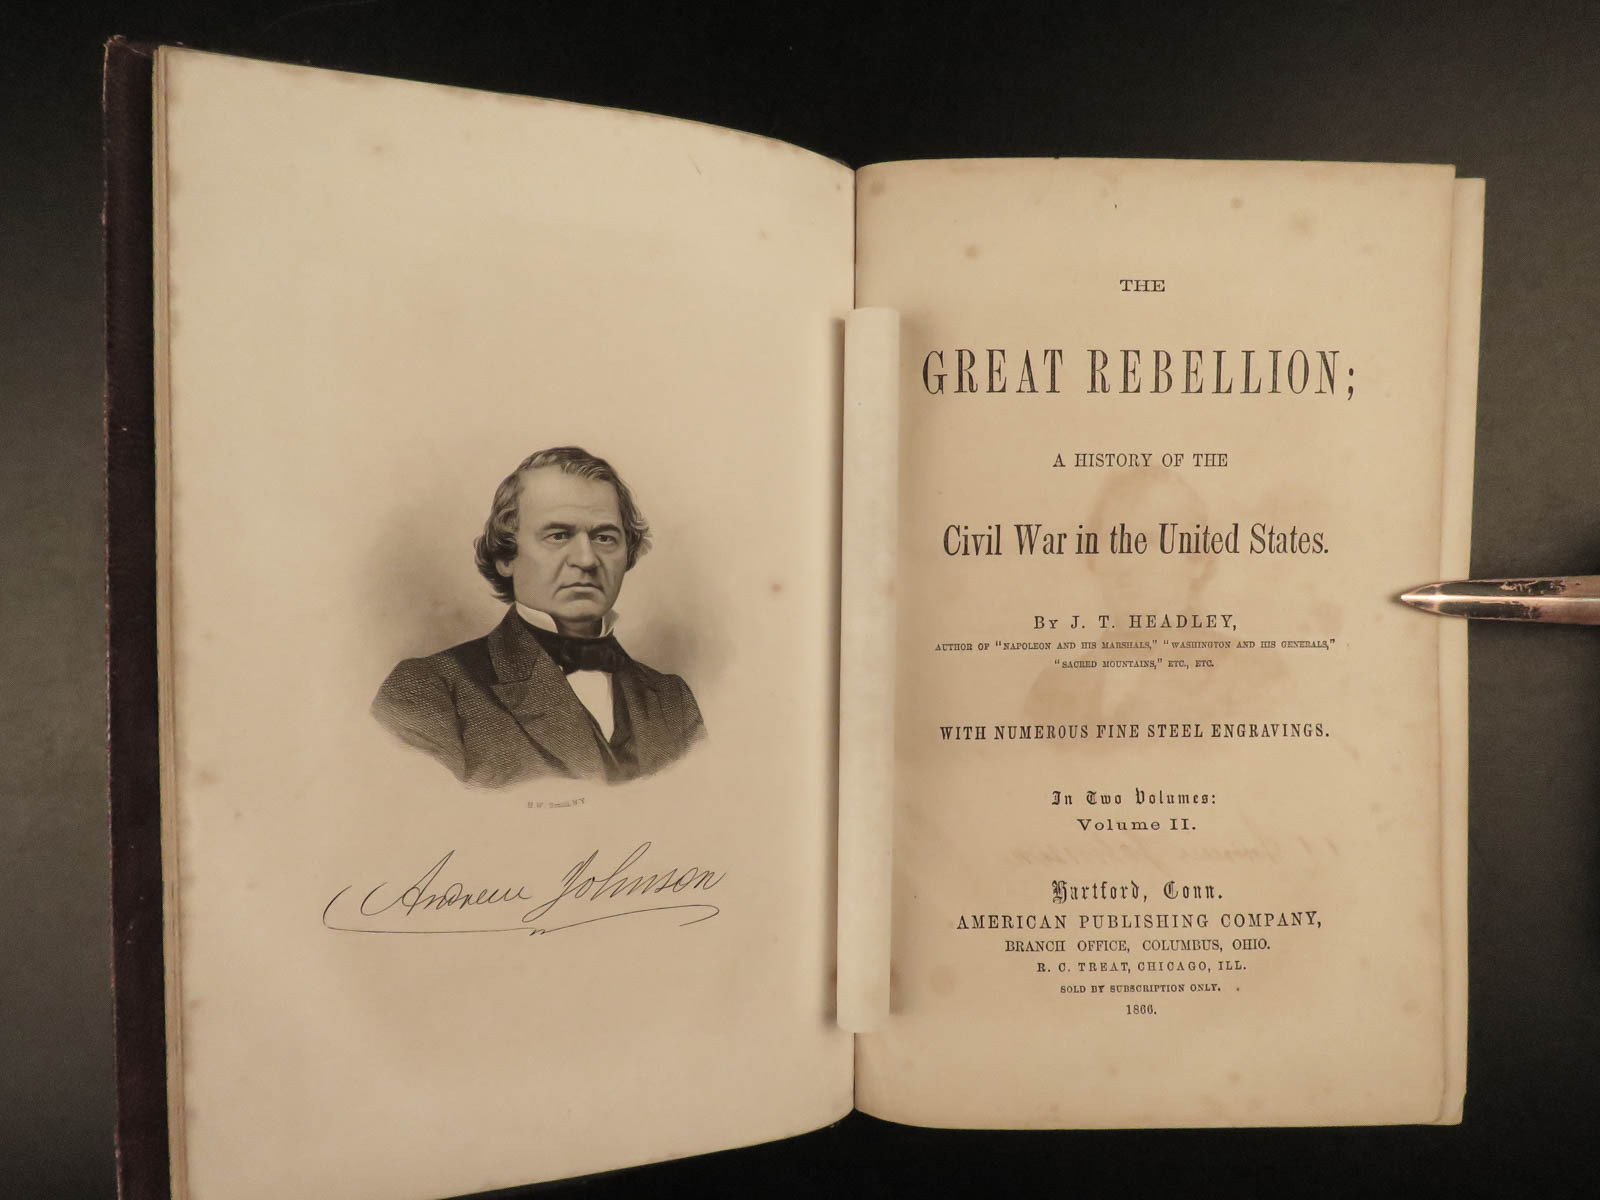 H. W. Smith, N.Y.
Andrew Johnson
THE
GREAT REBELLION;
A HISTORY OF THE
Civil War in the United States.
BY J. T. HEADLEY,
AUTHOR OF "NAPOLEON AND HIS MARSHALS," "WASHINGTON AND HIS GENERALS,"
"SACRED MOUNTAINS," ETC., ETC.
WITH NUMEROUS FINE STEEL ENGRAVINGS.
In Two Volumes:
Volume II.
Hartford, Conn.
AMERICAN PUBLISHING COMPANY,
BRANCH OFFICE, COLUMBUS, OHIO.
R. C. TREAT, CHICAGO, ILL.
SOLD BY SUBSCRIPTION ONLY.
1866.